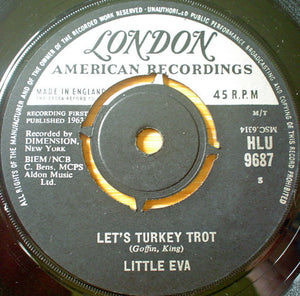 ALL RIGHTS OF THE MANUFACTURER AND OF THE OWNER OF THE RECORDED WORK RESERVED UNAUTHORISED PUBLIC PERFORMANCE BROADCASTING AND COPYING OF THIS RECORD PROHIBITED
LONDON
AMERICAN RECORDINGS
MADE IN ENGLAND
45 R.P.M
RECORDING FIRST
PUBLISHED 1963
M/T
MSC.6319
Recorded by
DIMENSION,
New York
HLU
9687
BIEM/NCB
C. Bens, MCPS
Aldon Music
Ltd.
S
LET'S TURKEY TROT
(Goffin, King)
LITTLE EVA